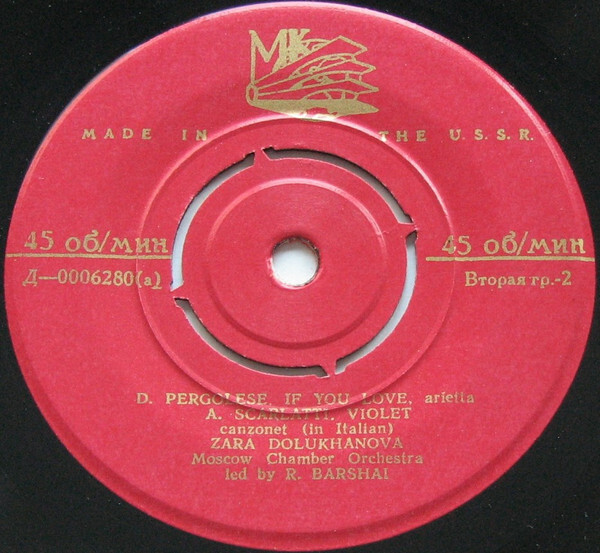 МК
MADE IN THE U.S.S.R.
45 об/мин 45 об/мин
Д—0006280(а) Вторая гр.-2
D. PERGOLESE. IF YOU LOVE, arietta
A. SCARLATTI. VIOLET
canzonet (in Italian)
ZARA DOLUKHANOVA
Moscow Chamber Orchestra
led by R. BARSHAI